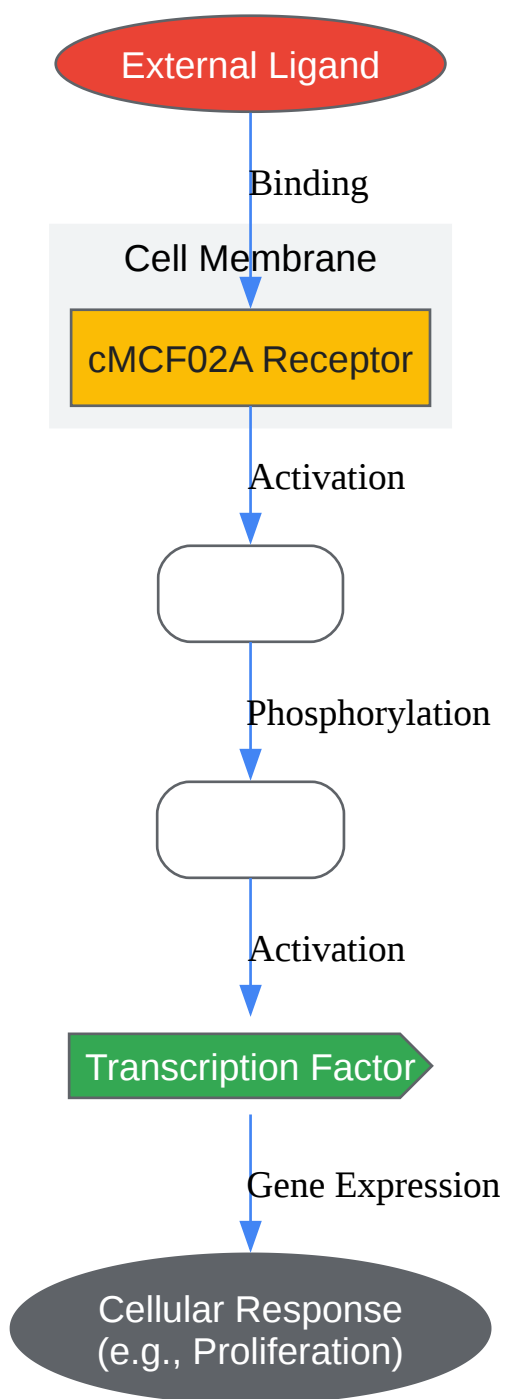 External Ligand
Binding
Cell Membrane
cMCF02A Receptor
Activation
Phosphorylation
Activation
Transcription Factor
Gene Expression
Cellular Response
(e.g., Proliferation)